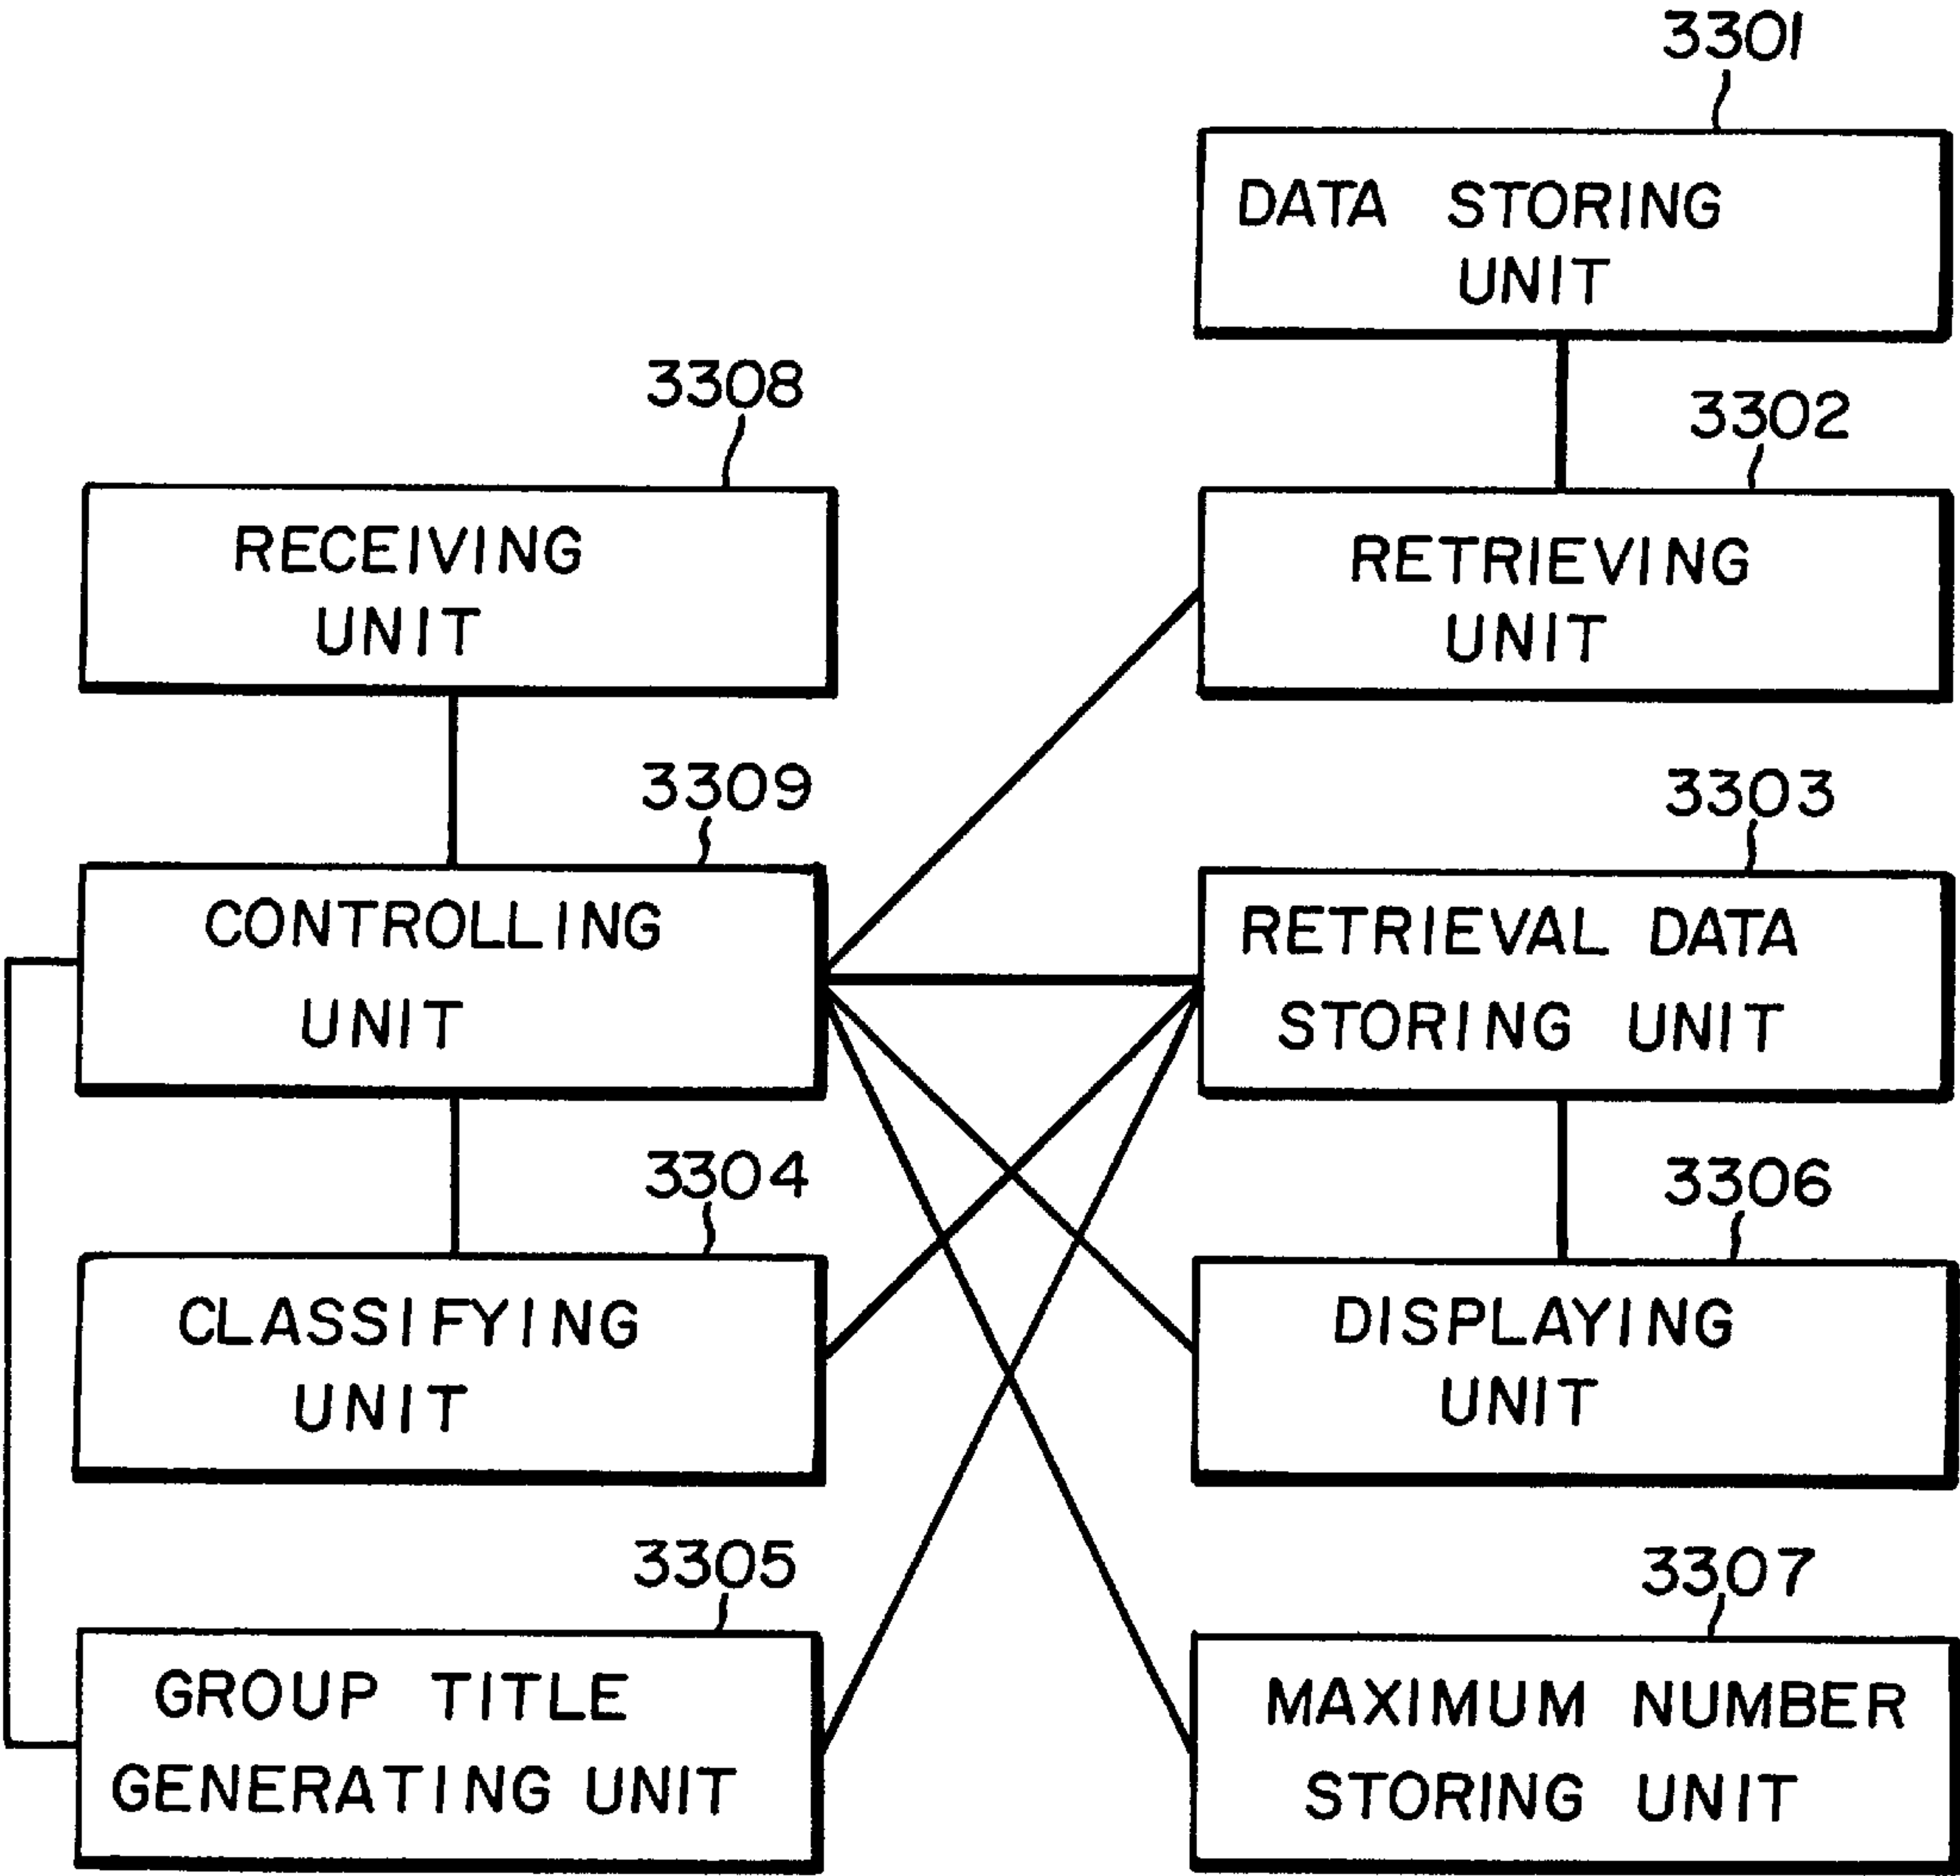 3301
DATA STORING
UNIT
3308
3302
RECEIVING
UNIT
RETRIEVING
UNIT
3309
3303
CONTROLLING
UNIT
RETRIEVAL DATA
STORING UNIT
3304
3306
CLASSIFYING
UNIT
DISPLAYING
UNIT
3305
3307
GROUP TITLE
GENERATING UNIT
MAXIMUM NUMBER
STORING UNIT